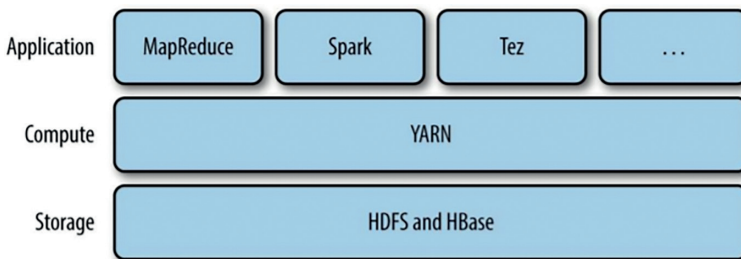 Application MapReduce Spark Tez ...
Compute YARN
Storage HDFS and HBase